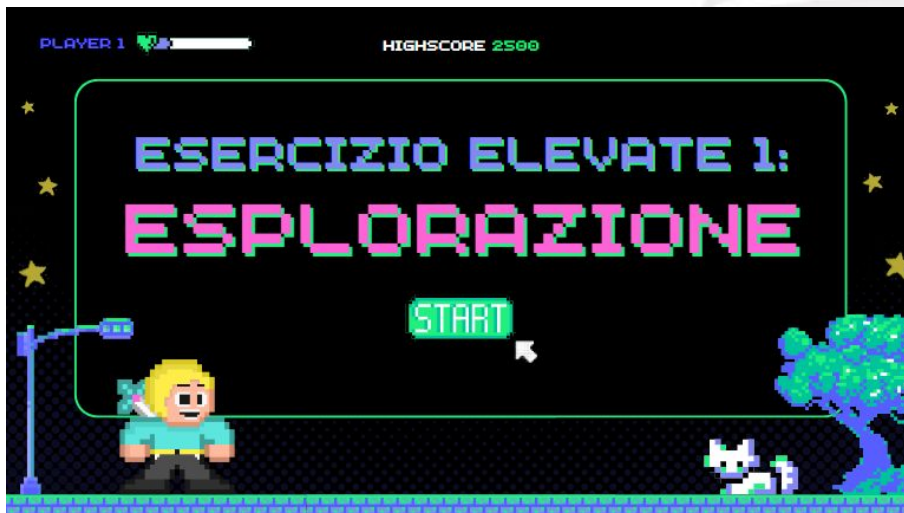 PLAYER 1
HIGHSCORE 2500
ESERCIZIO ELEVATE 1:
ESPLORAZIONE
START